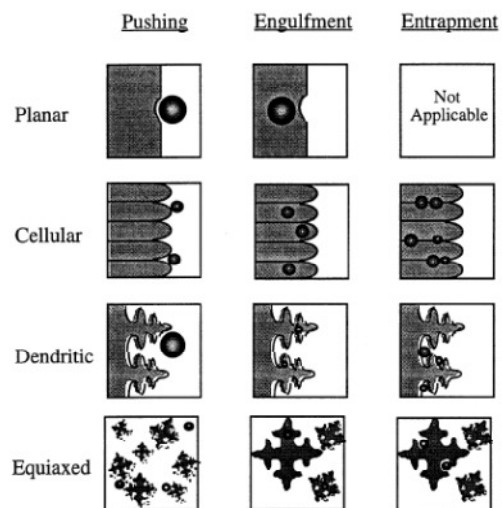 Pushing Engulfment Entrapment
Planar
Not
Applicable
Cellular
Dendritic
Equiaxed